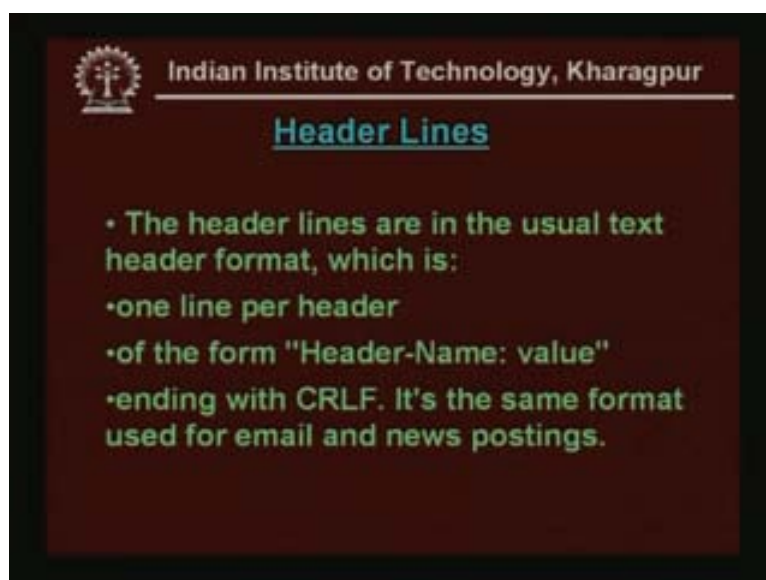 Indian Institute of Technology, Kharagpur
Header Lines
• The header lines are in the usual text
header format, which is:
•one line per header
•of the form "Header-Name: value"
•ending with CRLF. It's the same format
used for email and news postings.